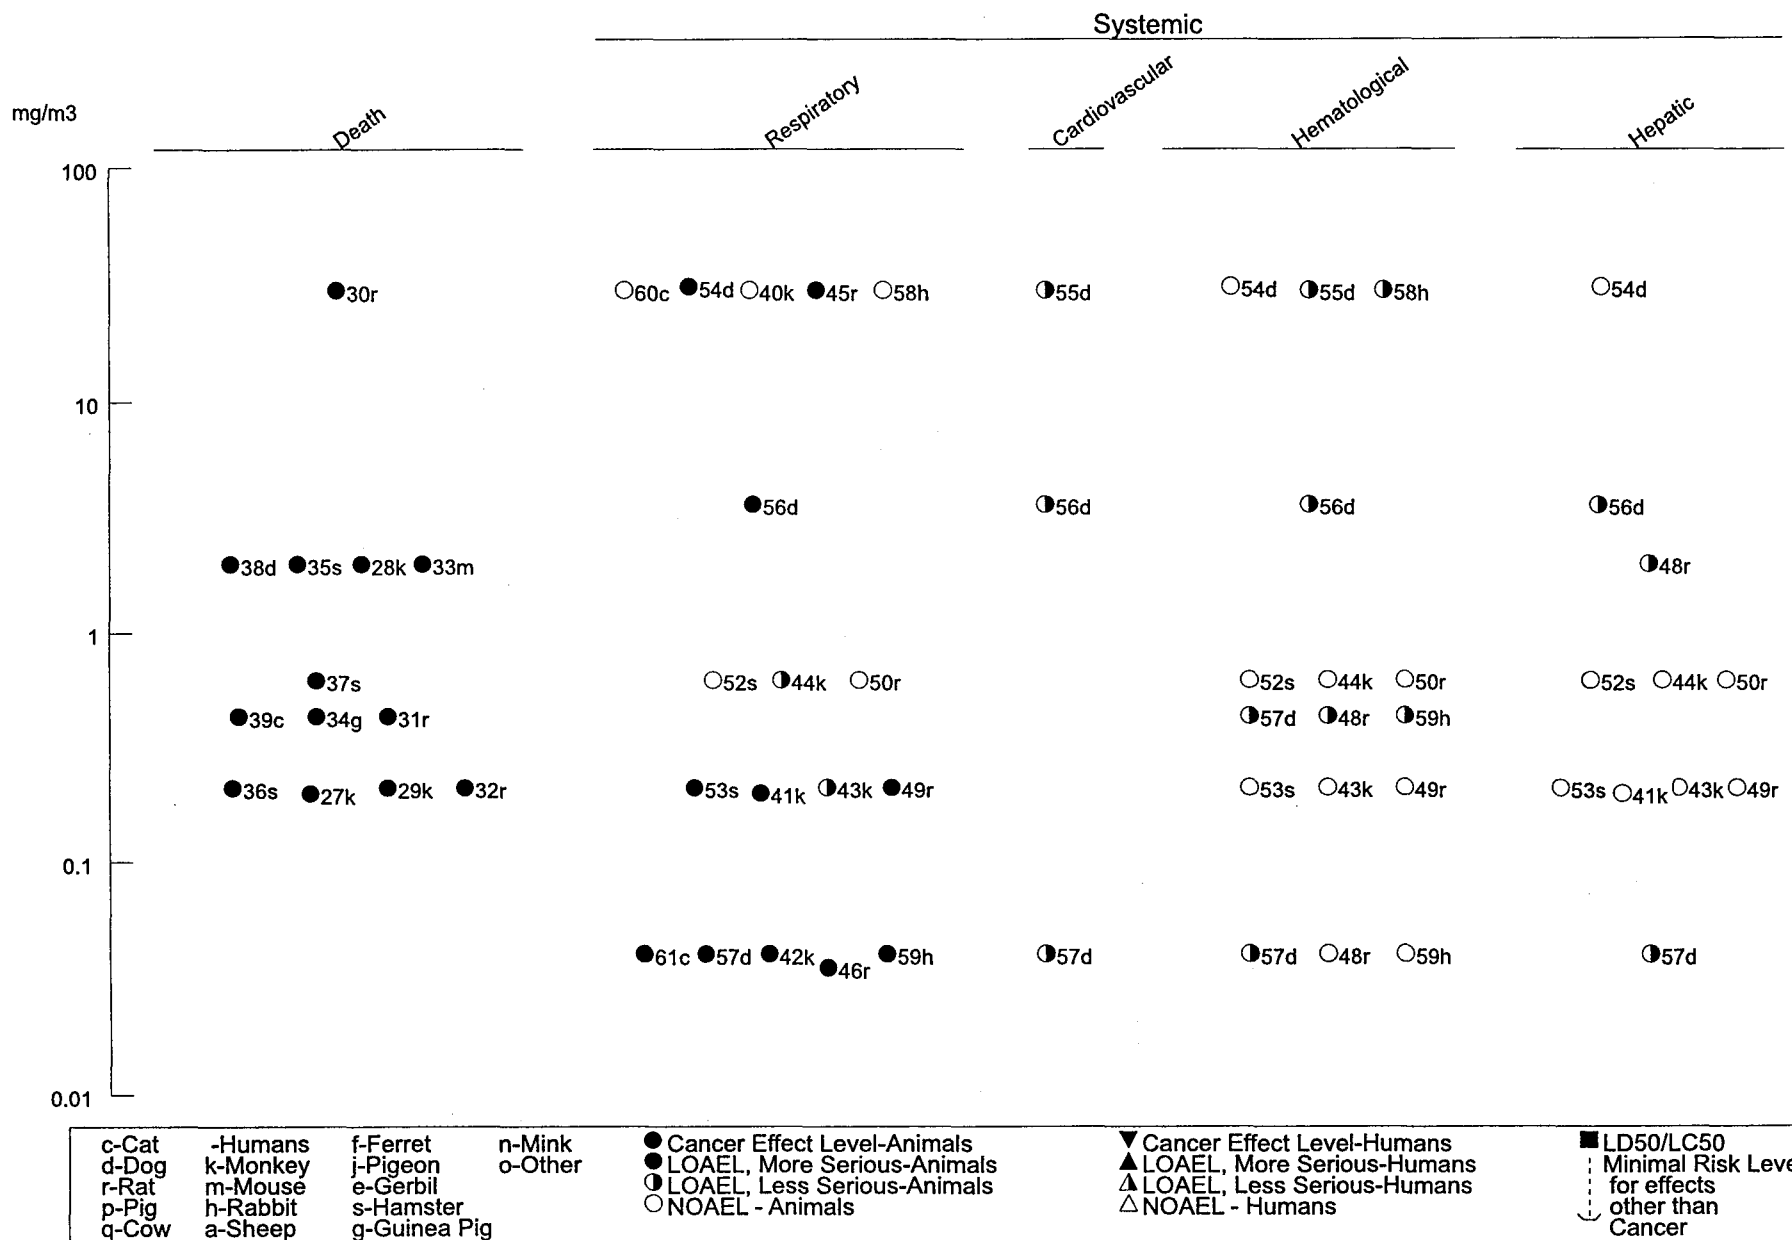 Systemic
mg/m3
Death
Respiratory
Cardiovascular
Hematological
Hepatic
100
30r
60c 54d 40k 45r 58h
55d
54d 55d 58h
54d
10
56d
56d
56d
56d
38d 35s 28k 33m
48r
1
37s
52s 44k 50r
52s 44k 50r
52s 44k 50r
39c 34g 31r
57d 48r 59h
36s 27k 29k 32r
53s 41k 43k 49r
53s 43k 49r
53s 41k 43k 49r
0.1
61c 57d 42k 46r 59h
57d
57d 48r 59h
57d
0.01
c-Cat -Humans f-Ferret n-Mink
d-Dog k-Monkey j-Pigeon o-Other
r-Rat m-Mouse e-Gerbil
p-Pig h-Rabbit s-Hamster
q-Cow a-Sheep g-Guinea Pig
Cancer Effect Level-Animals
LOAEL, More Serious-Animals
LOAEL, Less Serious-Animals
NOAEL - Animals
Cancer Effect Level-Humans
LOAEL, More Serious-Humans
LOAEL, Less Serious-Humans
NOAEL - Humans
LD50/LC50
Minimal Risk Leve
for effects
other than
Cancer